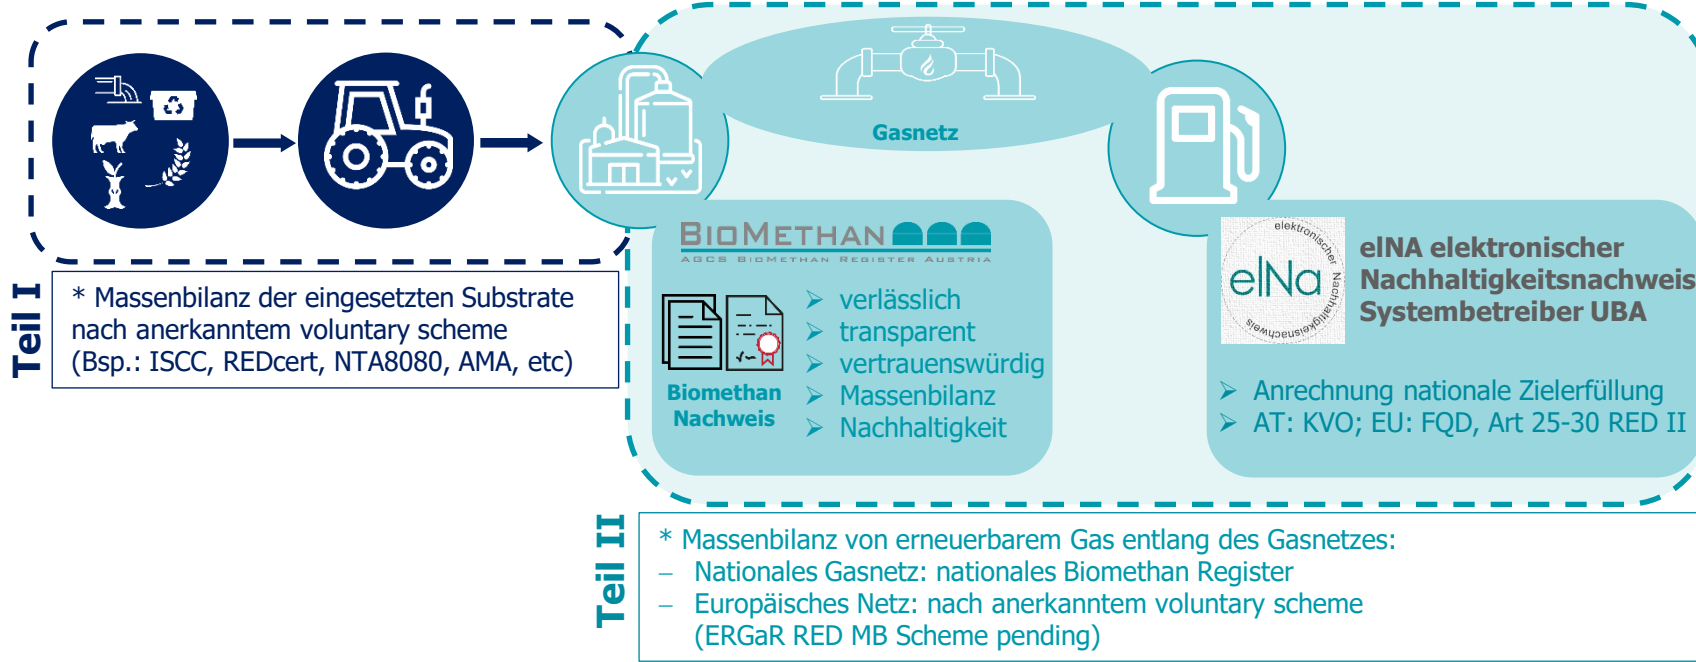 Gasnetz
BIOMETHAN
AGCS BIOMETHAN REGISTER AUSTRIA
Biomethan
Nachweis
➢ verlässlich
➢ transparent
➢ vertrauenswürdig
➢ Massenbilanz
➢ Nachhaltigkeit
elektronischer Nachhaltigkeitsnachweis
elNa
elNA elektronischer
Nachhaltigkeitsnachweis
Systembetreiber UBA
➢ Anrechnung nationale Zielerfüllung
➢ AT: KVO; EU: FQD, Art 25-30 RED II
Teil I
* Massenbilanz der eingesetzten Substrate
nach anerkanntem voluntary scheme
(Bsp.: ISCC, REDcert, NTA8080, AMA, etc)
Teil II
* Massenbilanz von erneuerbarem Gas entlang des Gasnetzes:
– Nationales Gasnetz: nationales Biomethan Register
– Europäisches Netz: nach anerkanntem voluntary scheme
(ERGaR RED MB Scheme pending)